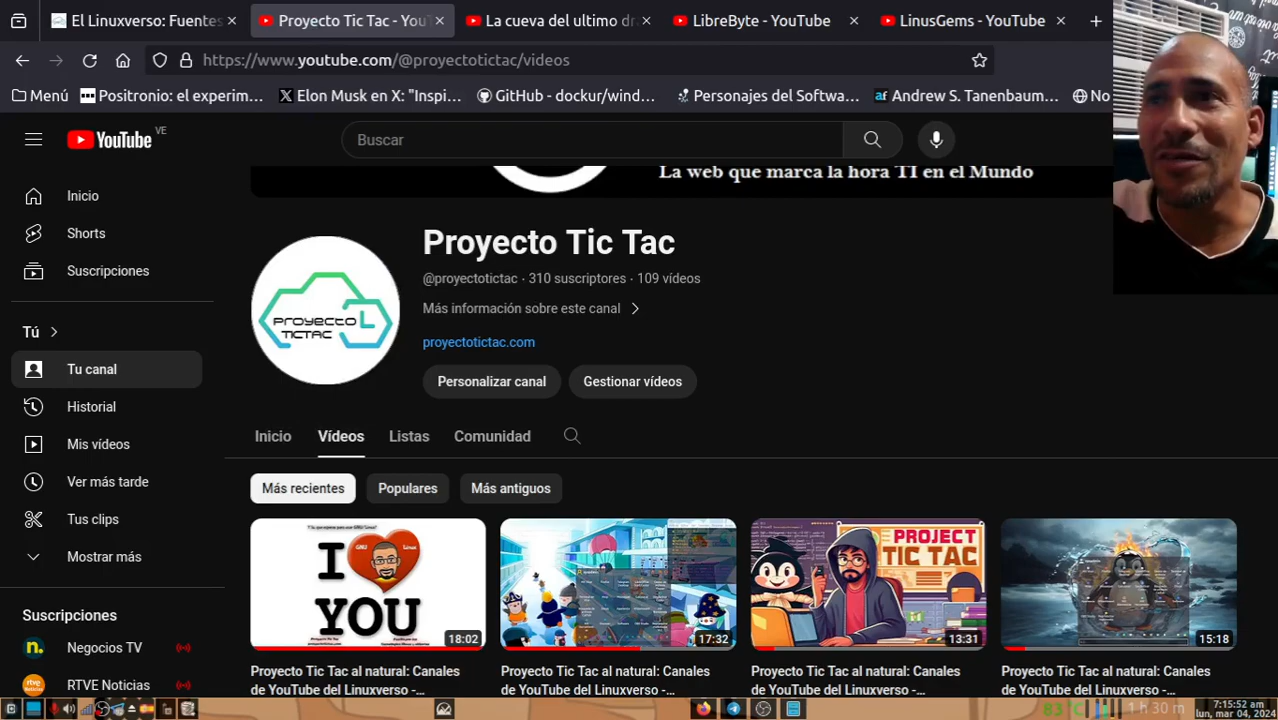 El Linuxverso: Fuentes
Proyecto Tic Tac - You
La cueva del ultimo dr
LibreByte - YouTube
LinusGems - YouTube
https://www.youtube.com/@proyectotictac/videos
Menú
Positronio: el experim...
Elon Musk en X: "Inspi...
GitHub - dockur/wind...
Personajes del Softwa...
Andrew S. Tanenbaum...
No
YouTube VE
Buscar
La web que marca la hora TI en el Mundo
Inicio
Shorts
Suscripciones
Tú
Tu canal
Historial
Mis vídeos
Ver más tarde
Tus clips
Mostrar más
Suscripciones
Negocios TV
RTVE Noticias
Proyecto
TICTAC
Proyecto Tic Tac
@proyectotictac · 310 suscriptores · 109 vídeos
Más información sobre este canal
proyectotictac.com
Personalizar canal
Gestionar vídeos
Inicio
Vídeos
Listas
Comunidad
Más recientes
Populares
Más antiguos
I
GNU Linux
YOU
18:02
17:32
PROJECT
TIC TAC
13:31
15:18
Proyecto Tic Tac al natural: Canales
de YouTube del Linuxverso -...
Proyecto Tic Tac al natural: Canales
de YouTube del Linuxverso -...
Proyecto Tic Tac al natural: Canales
de YouTube del Linuxverso -...
Proyecto Tic Tac al natural: Canales
de YouTube del Linuxverso -...
83°C
1 h 30 m
7:15:52 am
lun, mar 04, 2024